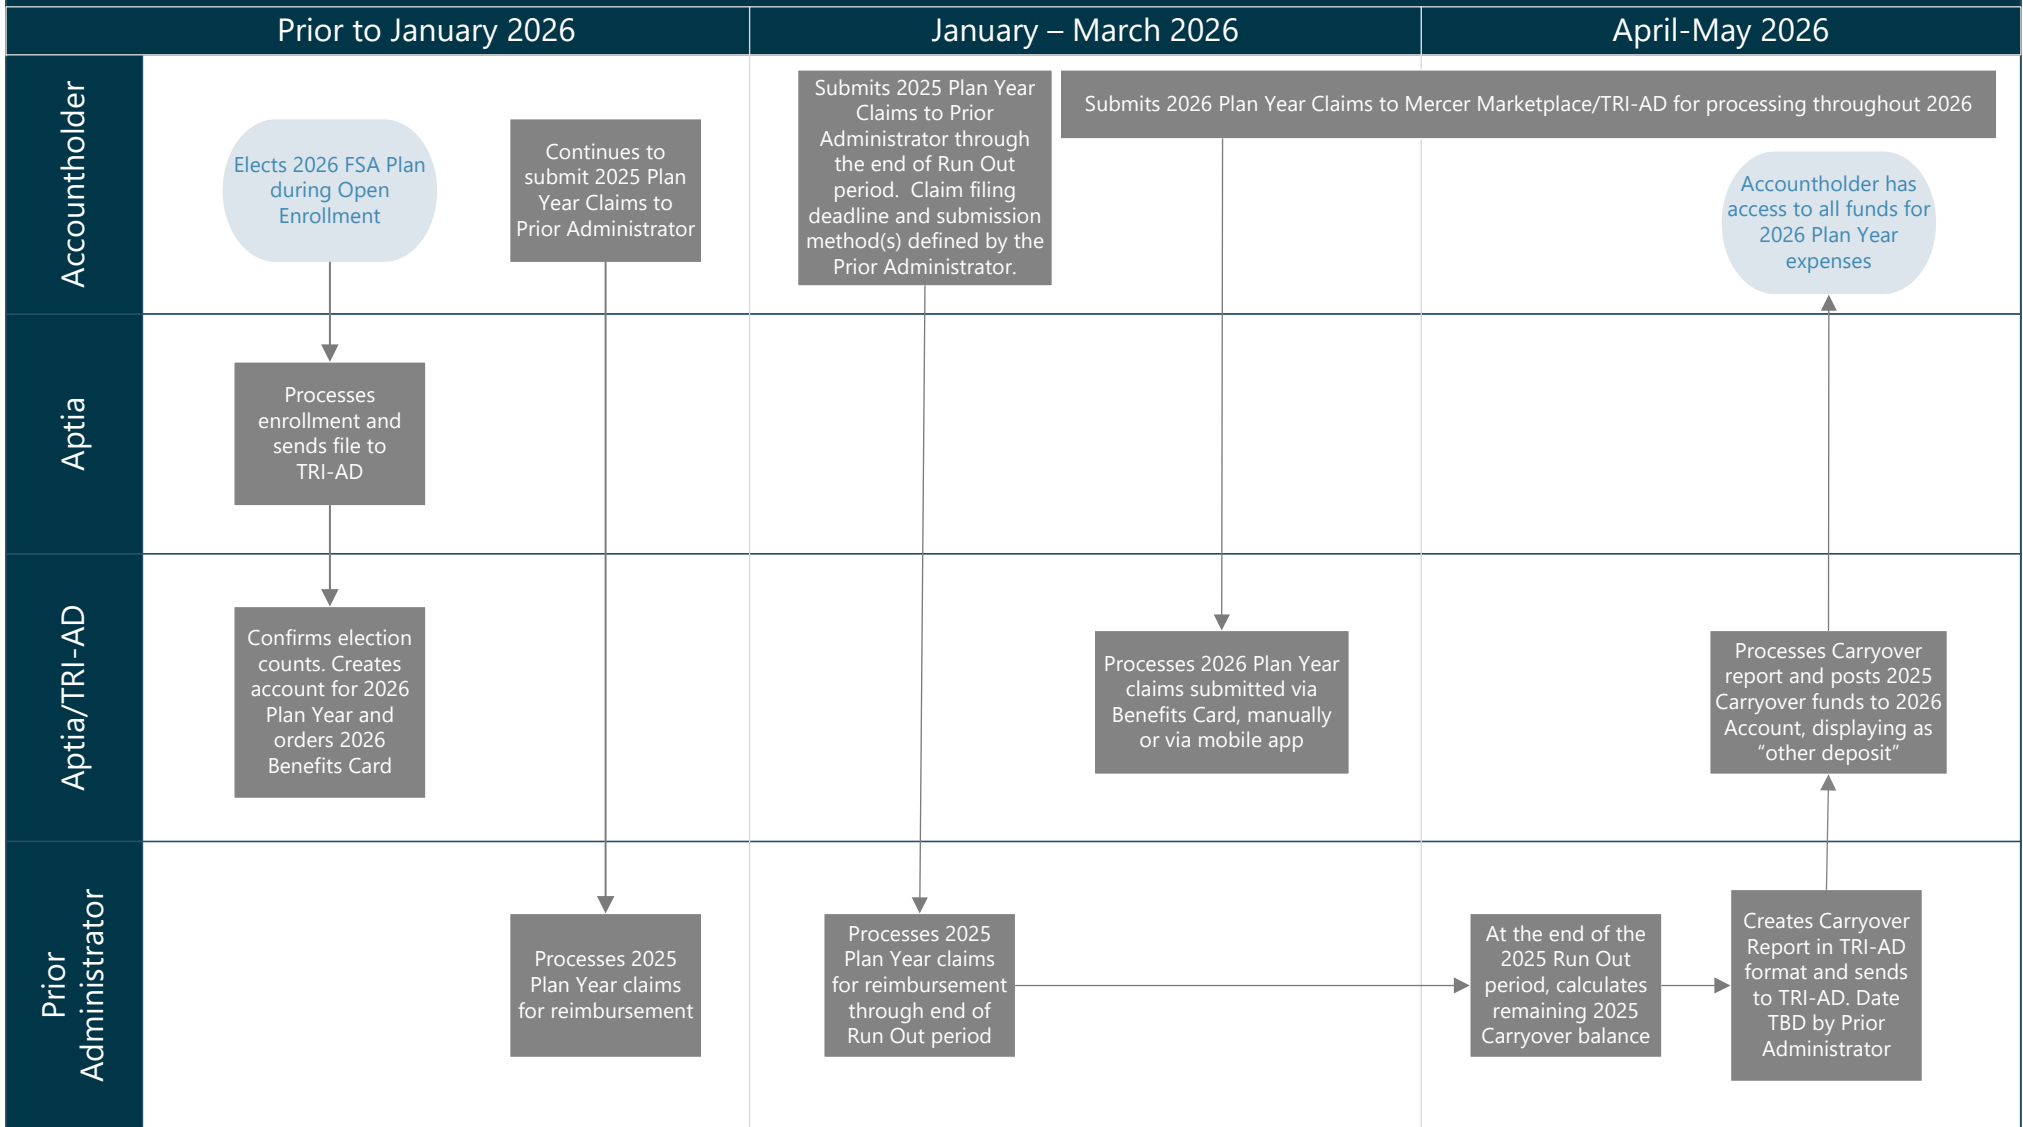 Prior to January 2026
January – March 2026
April-May 2026
Accountholder
Elects 2026 FSA Plan
during Open
Enrollment
Continues to
submit 2025 Plan
Year Claims to
Prior Administrator
Submits 2025 Plan Year
Claims to Prior
Administrator through
the end of Run Out
period. Claim filing
deadline and submission
method(s) defined by the
Prior Administrator.
Submits 2026 Plan Year Claims to Mercer Marketplace/TRI-AD for processing throughout 2026
Accountholder has
access to all funds for
2026 Plan Year
expenses
Aptia
Processes
enrollment and
sends file to
TRI-AD
Aptia/TRI-AD
Confirms election
counts. Creates
account for 2026
Plan Year and
orders 2026
Benefits Card
Processes 2026 Plan Year
claims submitted via
Benefits Card, manually
or via mobile app
Processes Carryover
report and posts 2025
Carryover funds to 2026
Account, displaying as
“other deposit”
Prior
Administrator
Processes 2025
Plan Year claims
for reimbursement
Processes 2025
Plan Year claims
for reimbursement
through end of
Run Out period
At the end of the
2025 Run Out
period, calculates
remaining 2025
Carryover balance
Creates Carryover
Report in TRI-AD
format and sends
to TRI-AD. Date
TBD by Prior
Administrator